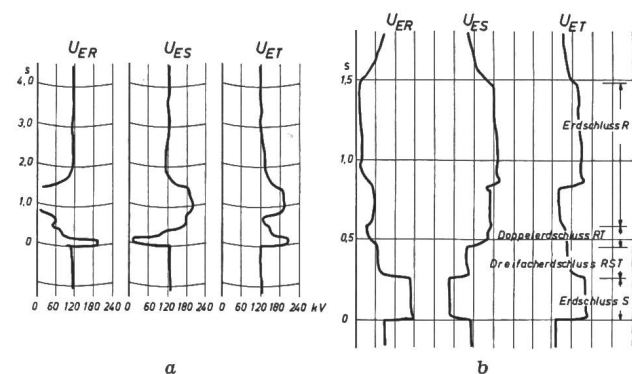 U_ER U_ES U_ET
s
4,0
3,0
2,0
1,0
0
0 60 120 180 240 0 60 120 180 240 0 60 120 180 240 kV
a
U_ER U_ES U_ET
s
1,5
1,0
0,5
0
Erdschluss R
Doppelerdschluss RT
Dreifacherdschluss RST
Erdschluss S
b